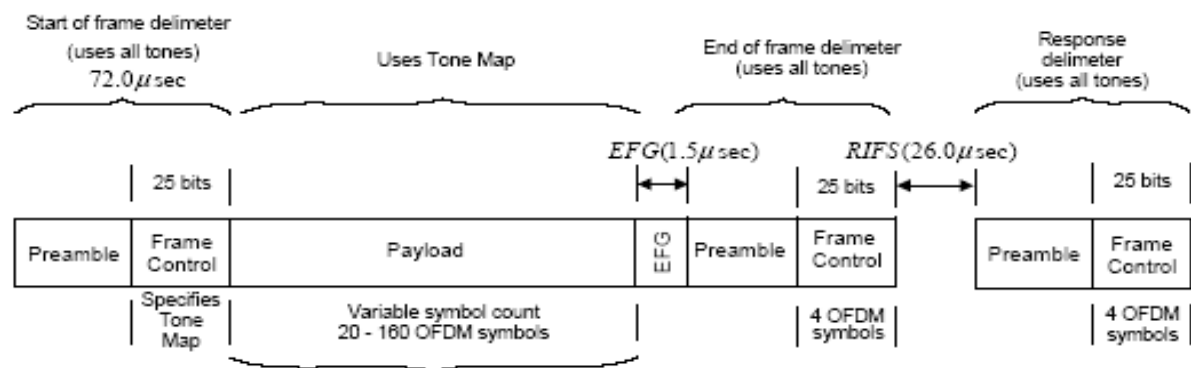 Start of frame delimeter
(uses all tones)
72.0μsec
Uses Tone Map
End of frame delimeter
(uses all tones)
Response
delimeter
(uses all tones)
EFG(1.5μsec)
RIFS(26.0μsec)
25 bits
25 bits
25 bits
Preamble
Frame
Control
Payload
EFG
Preamble
Frame
Control
Preamble
Frame
Control
Specifies
Tone
Map
Variable symbol count
20 - 160 OFDM symbols
4 OFDM
symbols
4 OFDM
symbols